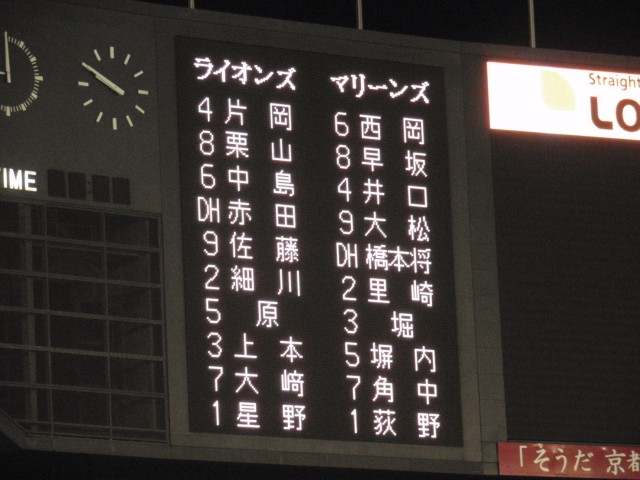 ライオンズ
4 片岡
8 栗山
6 中島
DH 赤田
9 佐藤
2 細川
5 原
3 上本
7 大﨑
1 星野
マリーンズ
6 西岡
8 早坂
4 井口
9 大松
DH 橋本将
2 里崎
3 堀
5 塀内
7 角中
1 荻野
TIME
Straight
LO
「そうだ 京都